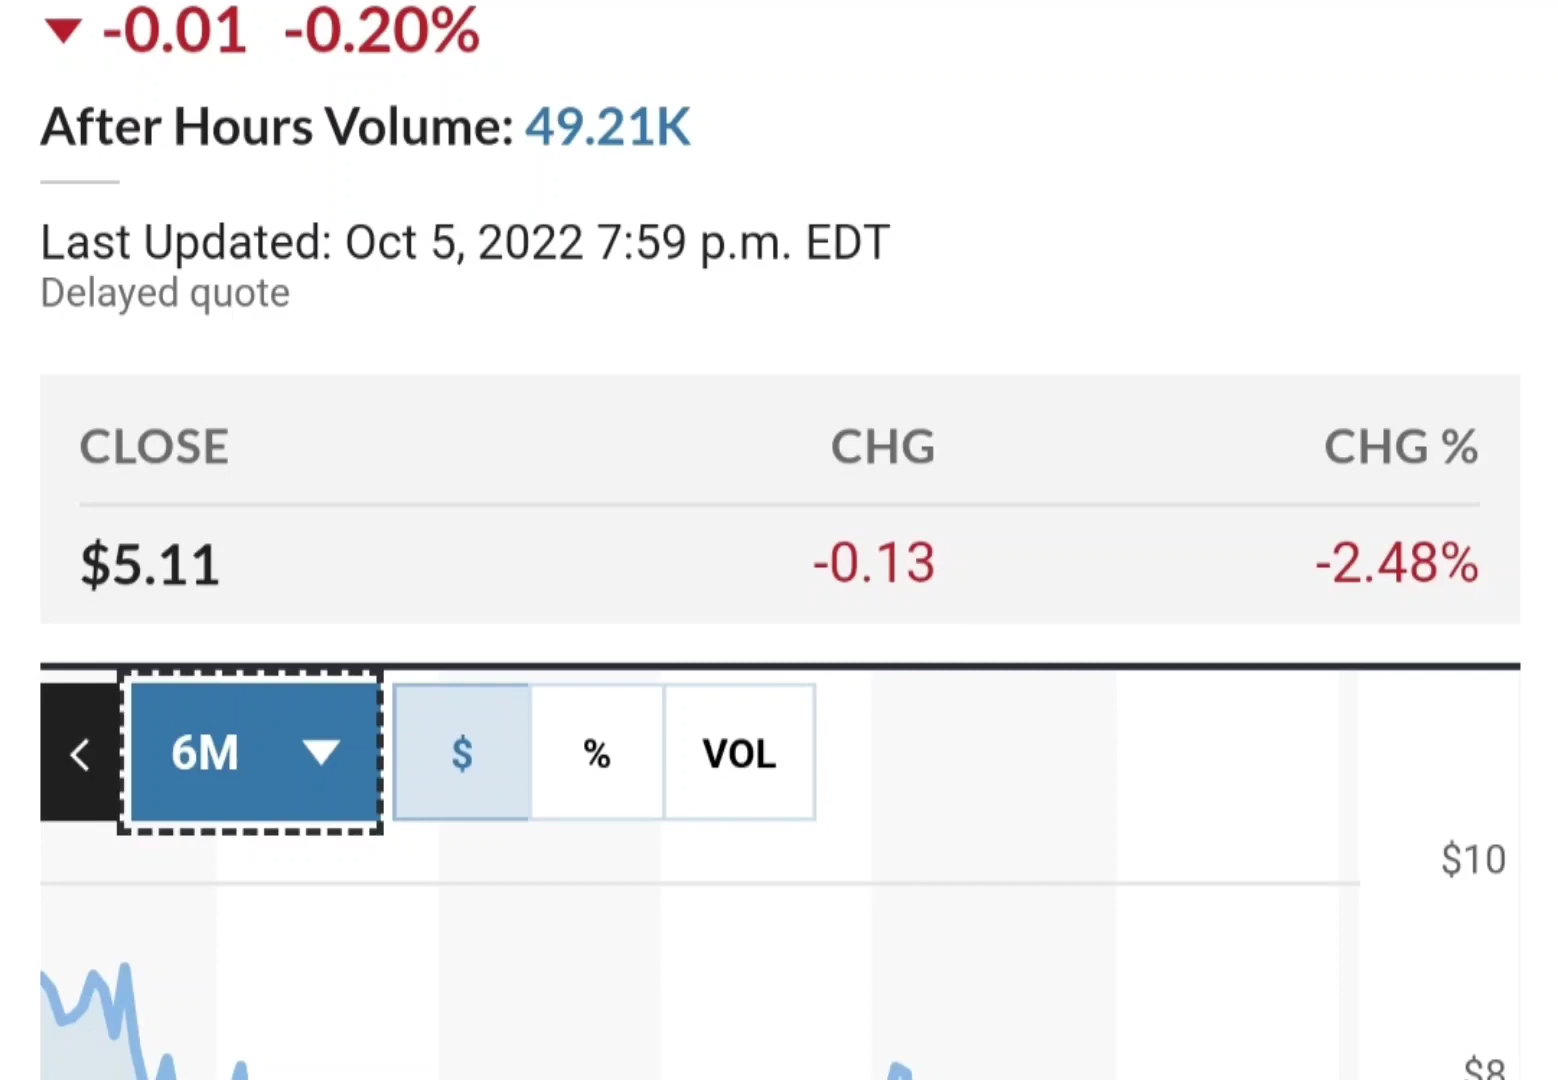 -0.01 -0.20%
After Hours Volume: 49.21K
Last Updated: Oct 5, 2022 7:59 p.m. EDT
Delayed quote
CLOSE CHG CHG %
$5.11 -0.13 -2.48%
6M $ % VOL
$10
$8